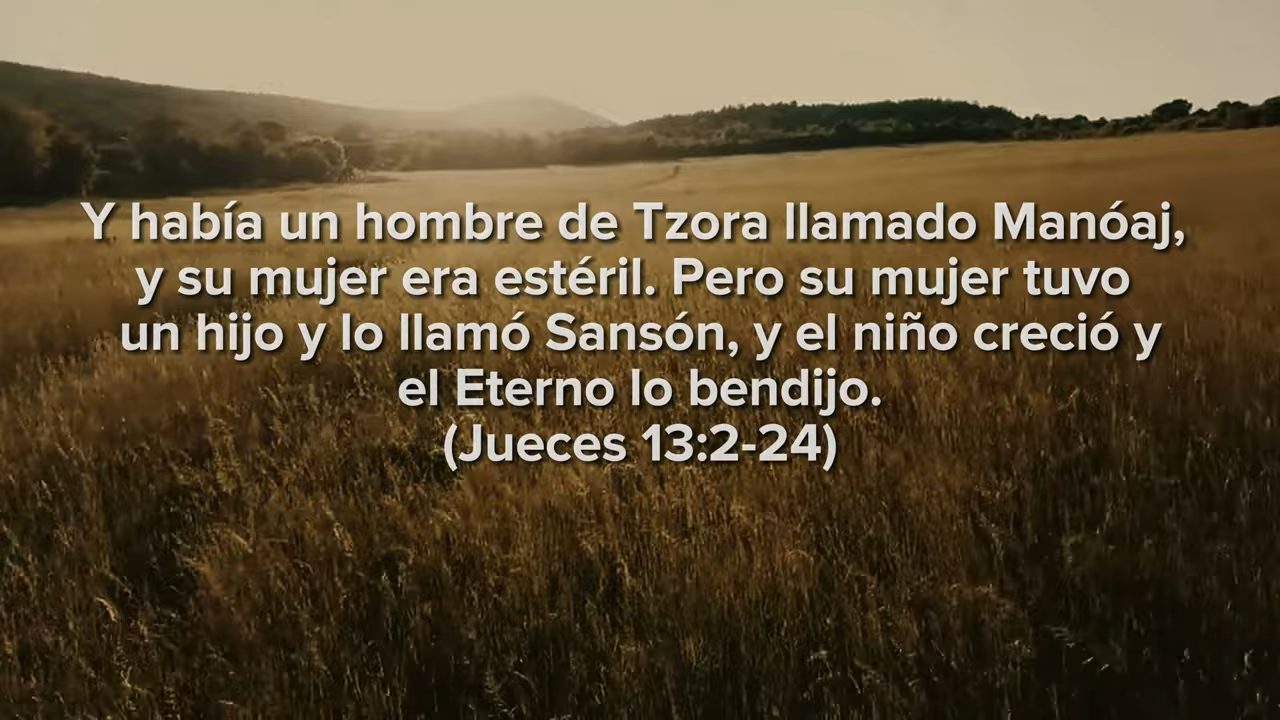 Y había un hombre de Tzora llamado Manóaj,
y su mujer era estéril. Pero su mujer tuvo
un hijo y lo llamó Sansón, y el niño creció y
el Eterno lo bendijo.
(Jueces 13:2-24)